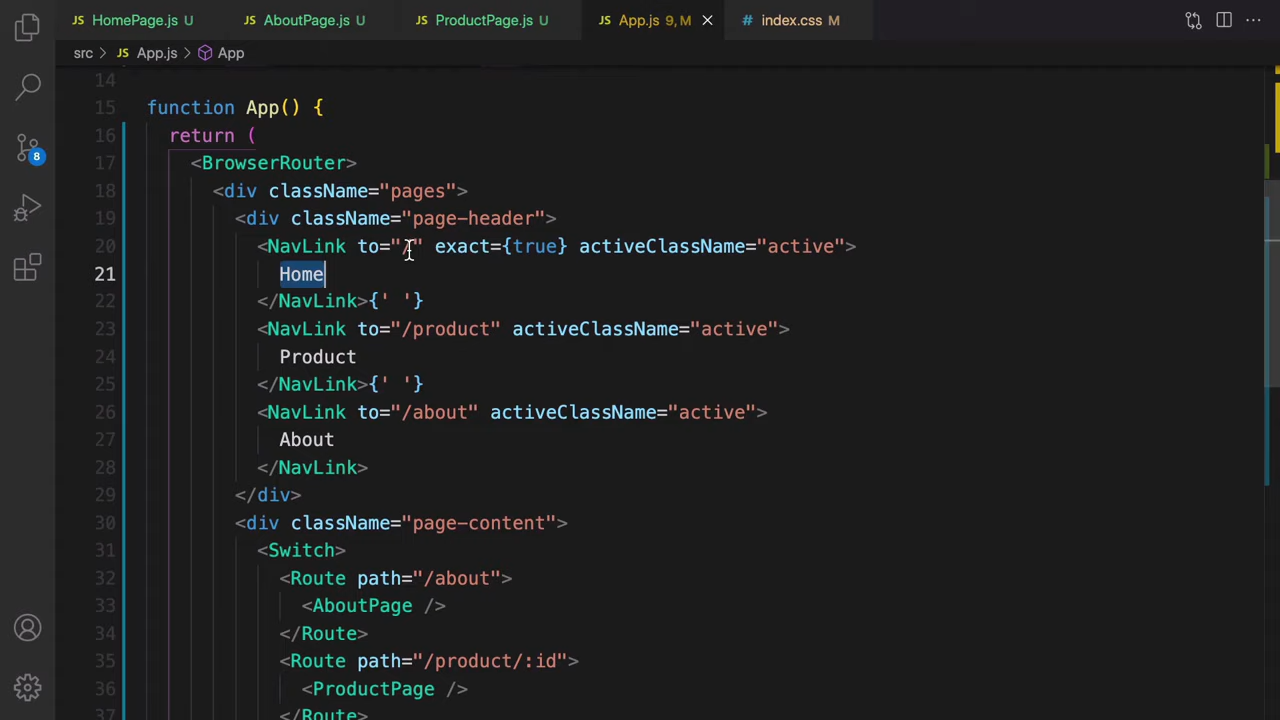 JS HomePage.js U JS AboutPage.js U JS ProductPage.js U JS App.js 9, M × # index.css M ···
src > JS App.js > App
14
15 function App() {
16 return (
17 <BrowserRouter>
18 <div className="pages">
19 <div className="page-header">
20 <NavLink to="/" exact={true} activeClassName="active">
21 Home
22 </NavLink>{' '}
23 <NavLink to="/product" activeClassName="active">
24 Product
25 </NavLink>{' '}
26 <NavLink to="/about" activeClassName="active">
27 About
28 </NavLink>
29 </div>
30 <div className="page-content">
31 <Switch>
32 <Route path="/about">
33 <AboutPage />
34 </Route>
35 <Route path="/product/:id">
36 <ProductPage />
37 </Route>
8